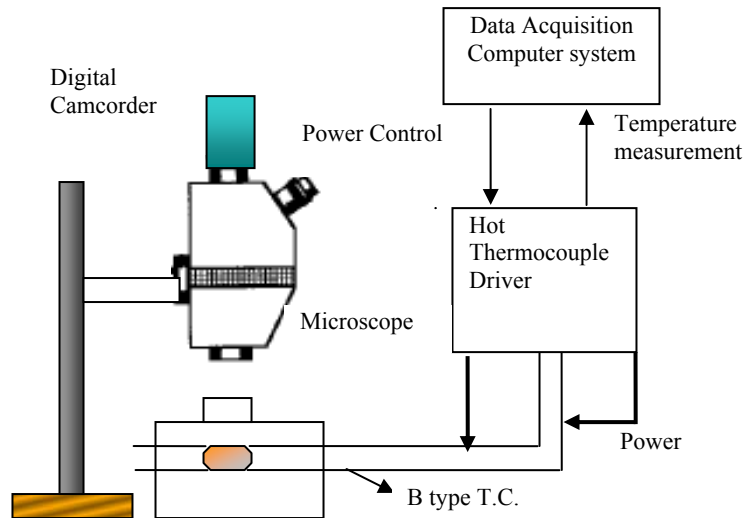 Data Acquisition
Computer system
Digital
Camcorder
Power Control
Temperature
measurement
Hot
Thermocouple
Driver
Microscope
Power
B type T.C.